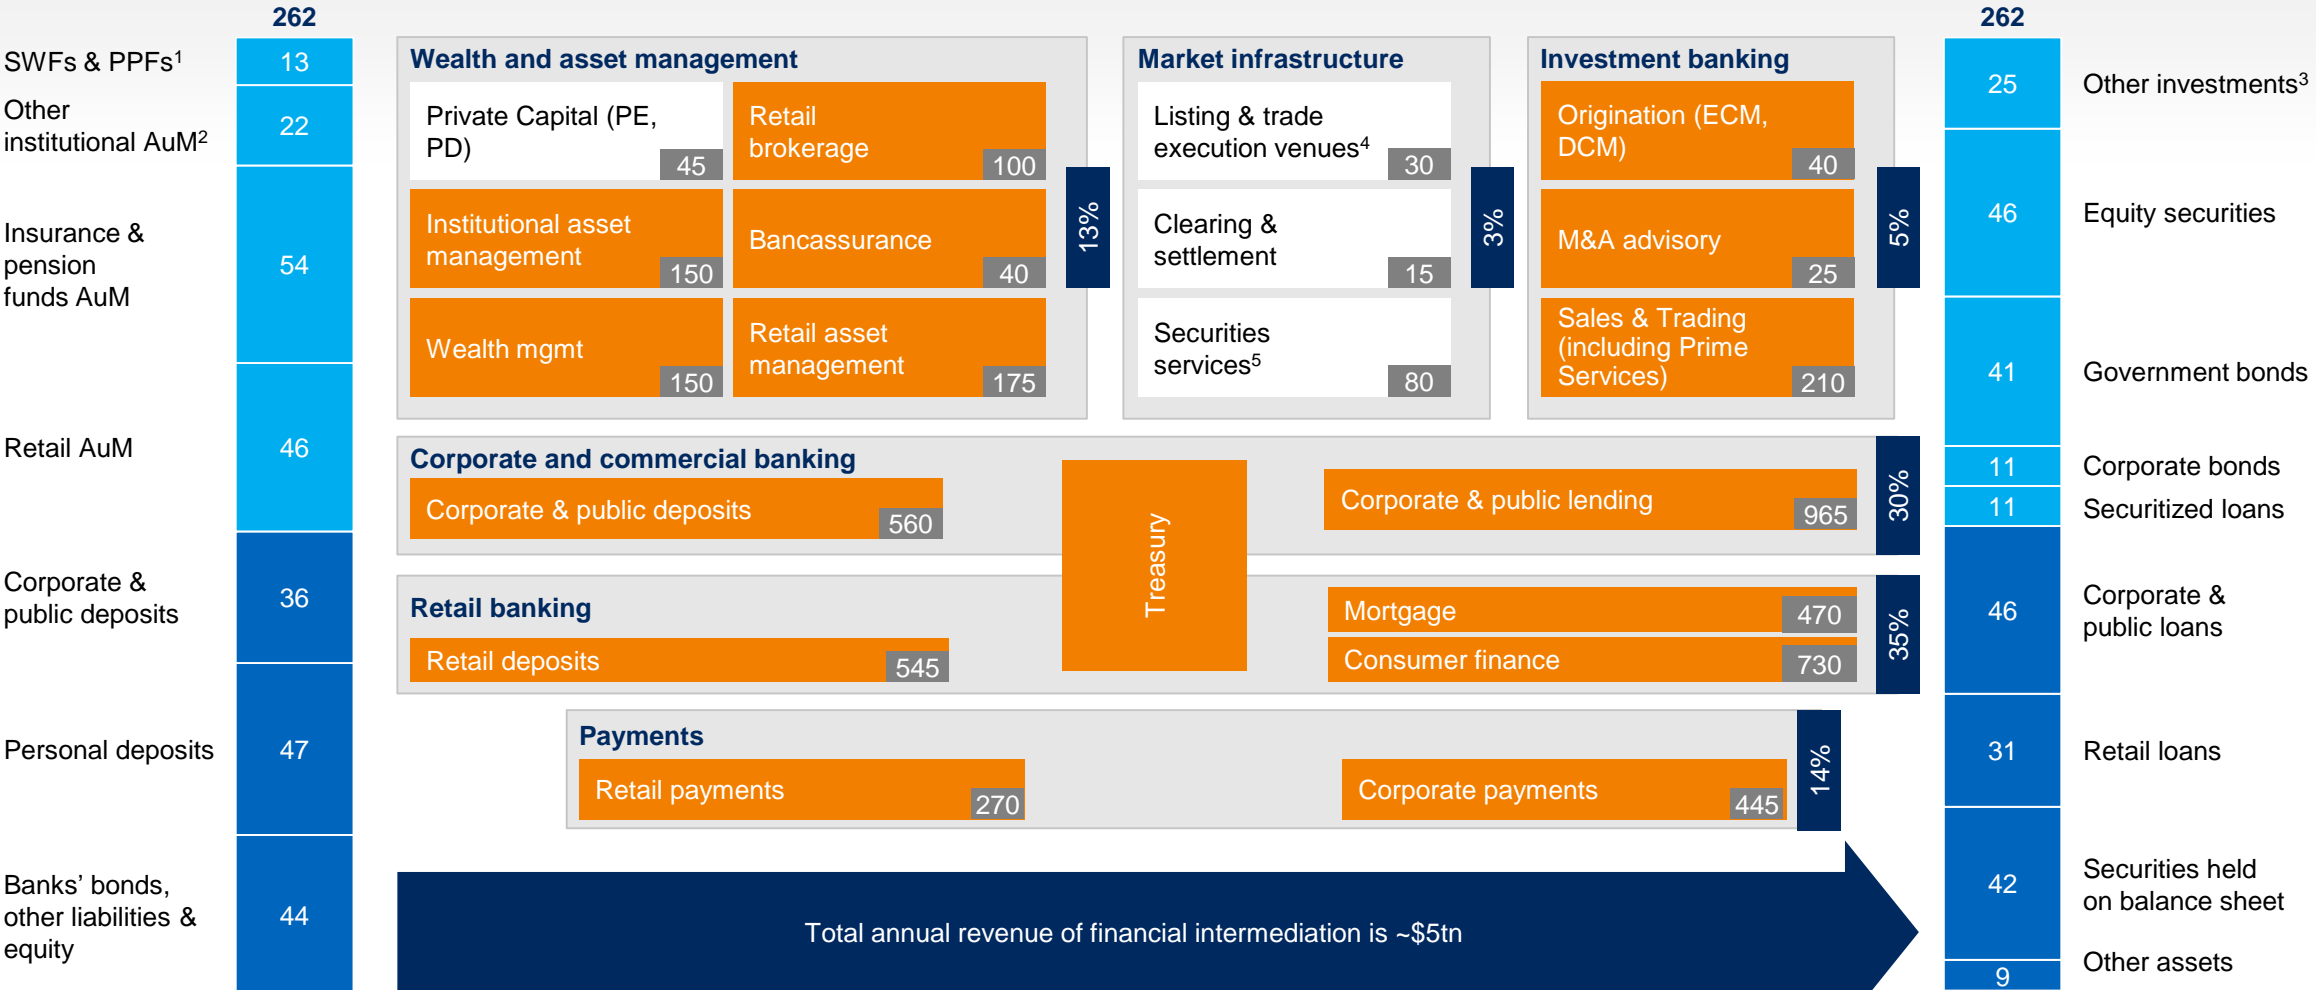 262
SWFs & PPFs¹
13
Other
institutional AuM²
22
Insurance &
pension
funds AuM
54
Retail AuM
46
Corporate &
public deposits
36
Personal deposits
47
Banks’ bonds,
other liabilities &
equity
44
Wealth and asset management
Private Capital (PE,
PD)
45
Retail
brokerage
100
Institutional asset
management
150
Bancassurance
40
Wealth mgmt
150
Retail asset
management
175
13%
Market infrastructure
Listing & trade
execution venues⁴
30
Clearing &
settlement
15
Securities
services⁵
80
3%
Investment banking
Origination (ECM,
DCM)
40
M&A advisory
25
Sales & Trading
(including Prime
Services)
210
5%
Corporate and commercial banking
Corporate & public deposits
560
Treasury
Corporate & public lending
965
30%
Retail banking
Retail deposits
545
Mortgage
470
Consumer finance
730
35%
Payments
Retail payments
270
Corporate payments
445
14%
Total annual revenue of financial intermediation is ~$5tn
262
25
Other investments³
46
Equity securities
41
Government bonds
11
Corporate bonds
11
Securitized loans
46
Corporate &
public loans
31
Retail loans
42
Securities held
on balance sheet
9
Other assets